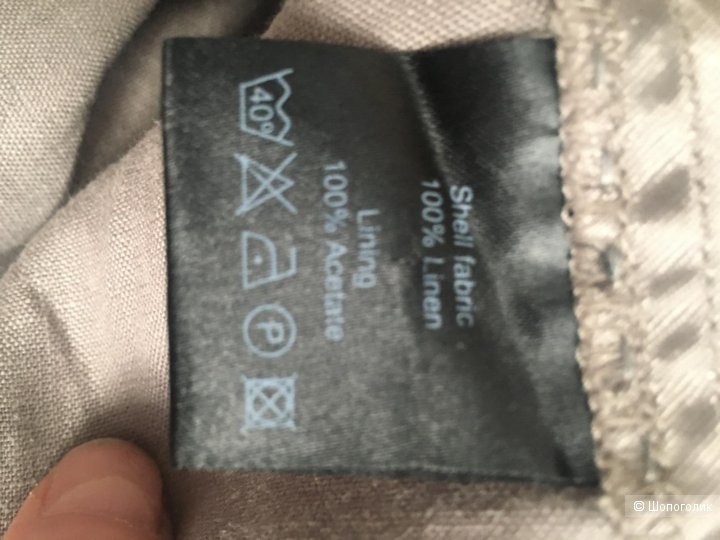 Shell fabric
100% Linen
Lining
100% Acetate
40°
P
© Шопоголик